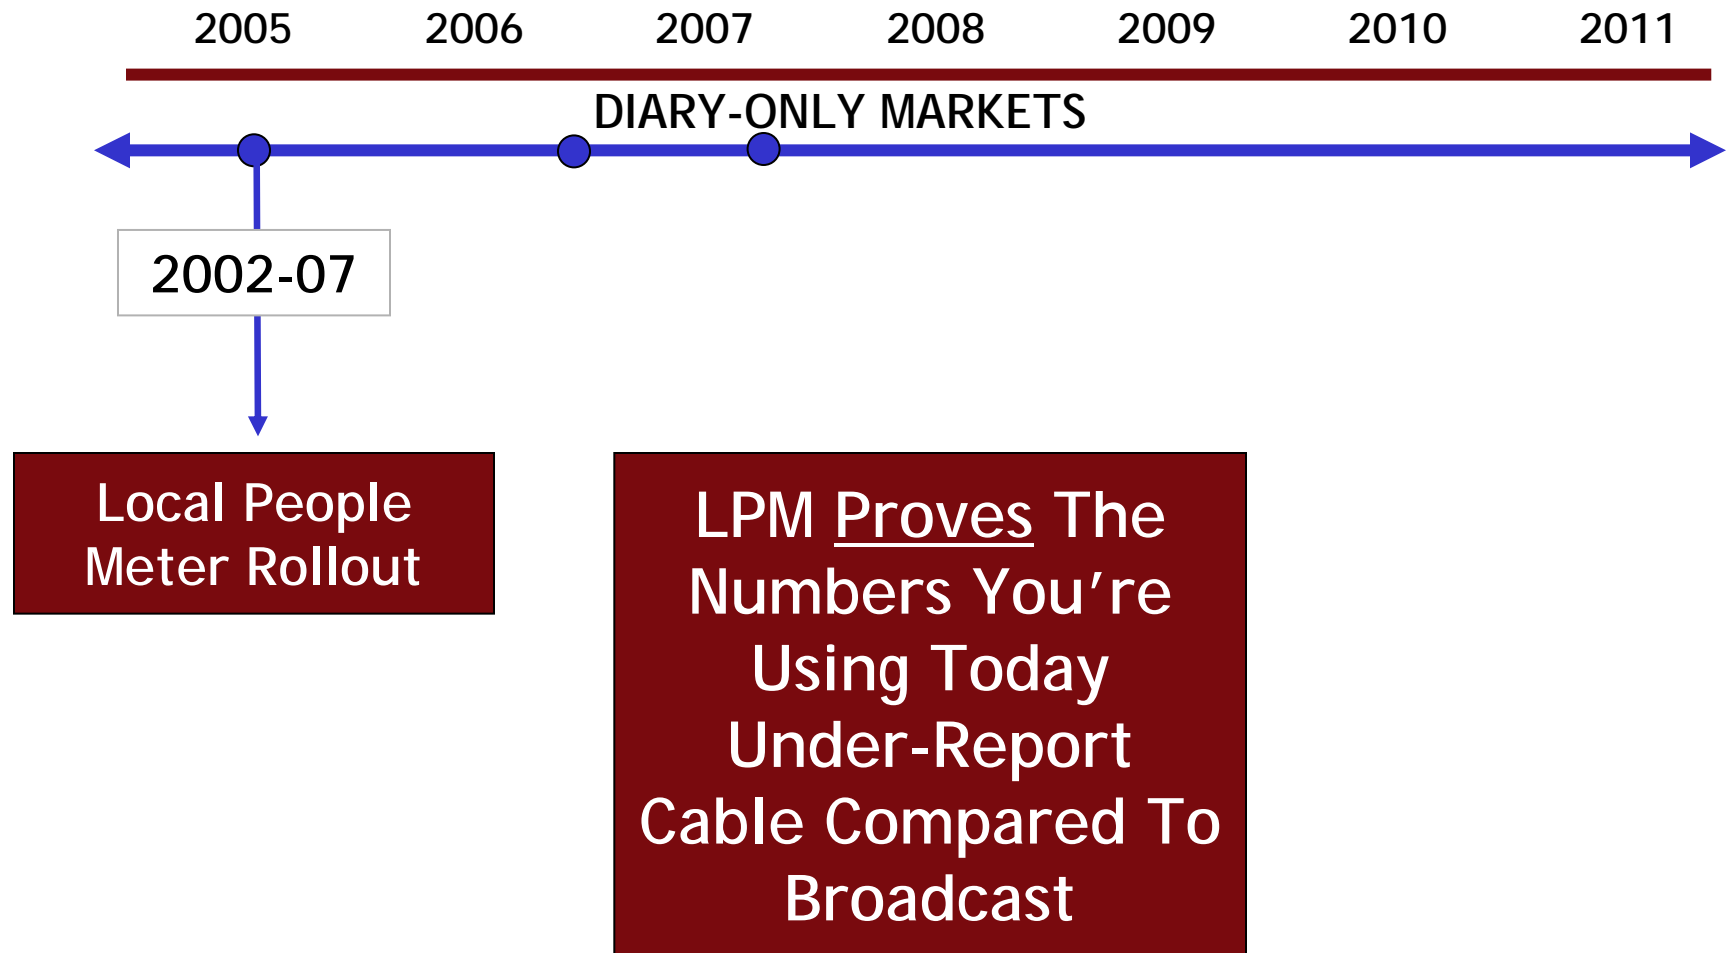 2005 2006 2007 2008 2009 2010 2011
DIARY-ONLY MARKETS
2002-07
Local People
Meter Rollout
LPM Proves The
Numbers You’re
Using Today
Under-Report
Cable Compared To
Broadcast